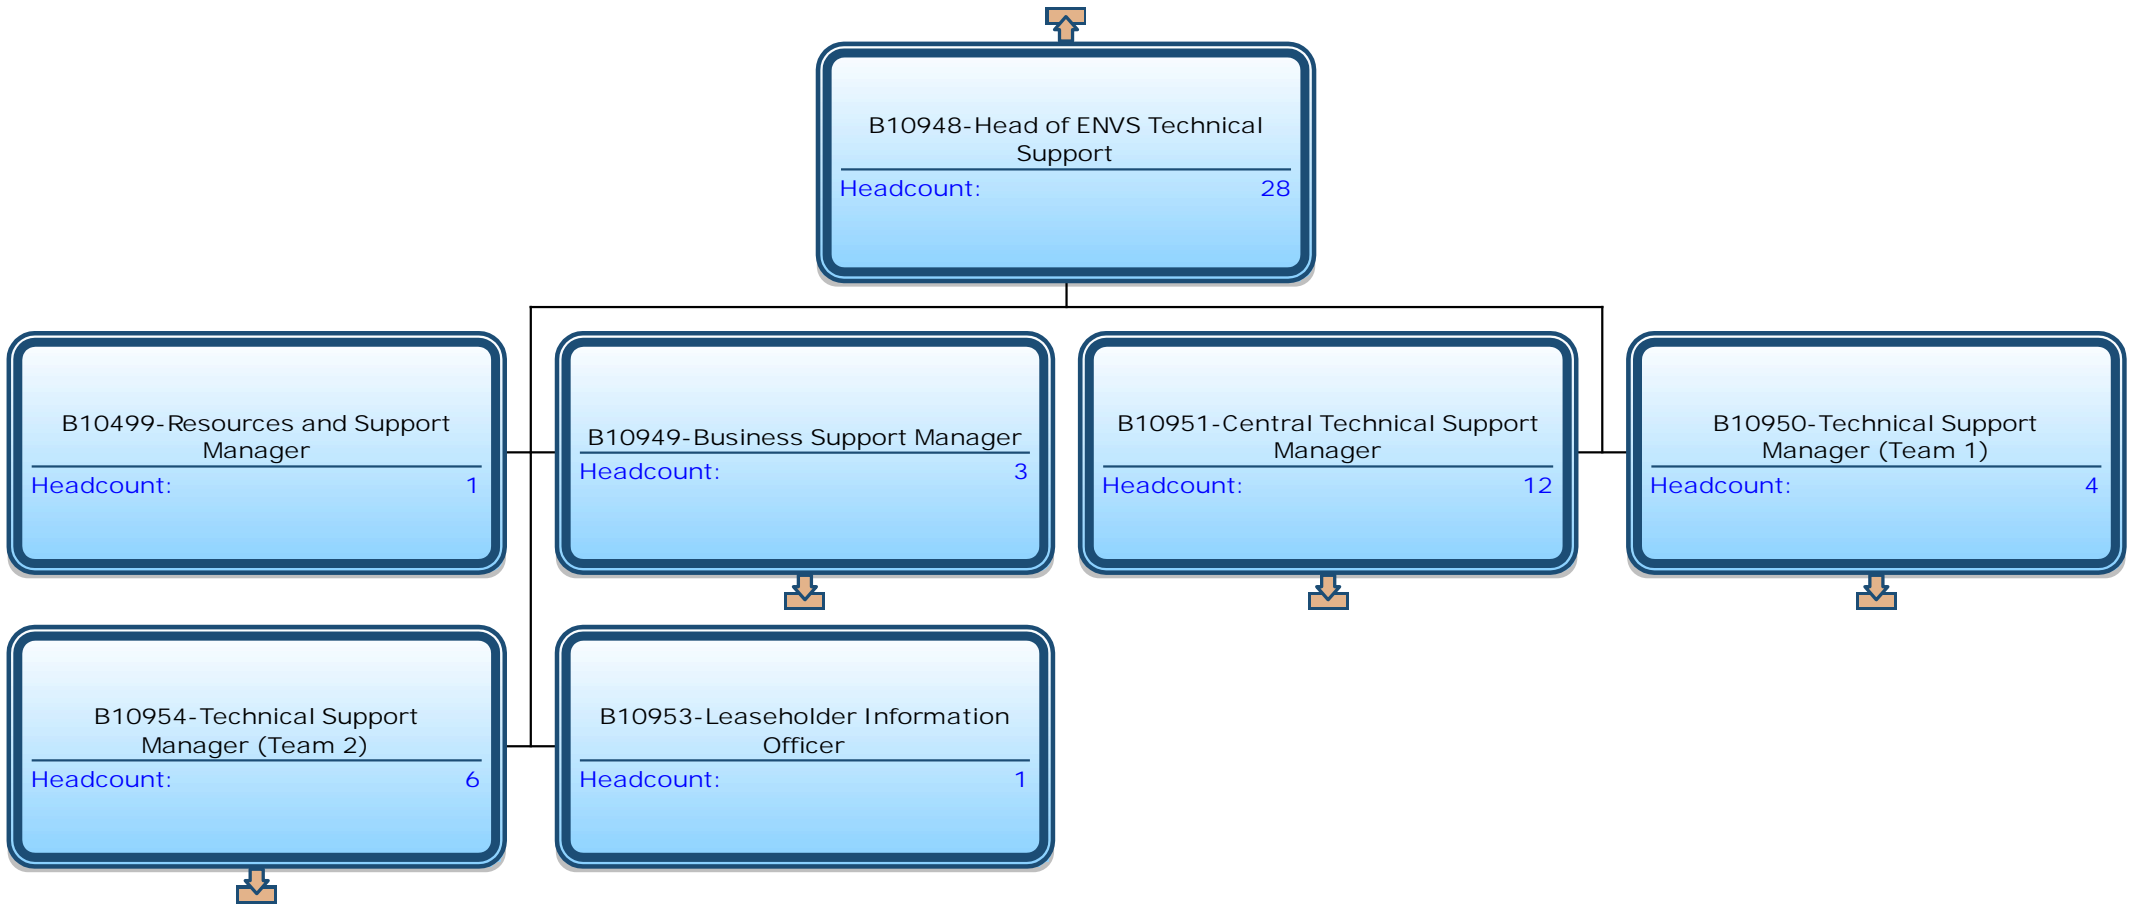 B10948-Head of ENVS Technical
Support
Headcount: 28
B10499-Resources and Support
Manager
Headcount: 1
B10949-Business Support Manager
Headcount: 3
B10951-Central Technical Support
Manager
Headcount: 12
B10950-Technical Support
Manager (Team 1)
Headcount: 4
B10954-Technical Support
Manager (Team 2)
Headcount: 6
B10953-Leaseholder Information
Officer
Headcount: 1